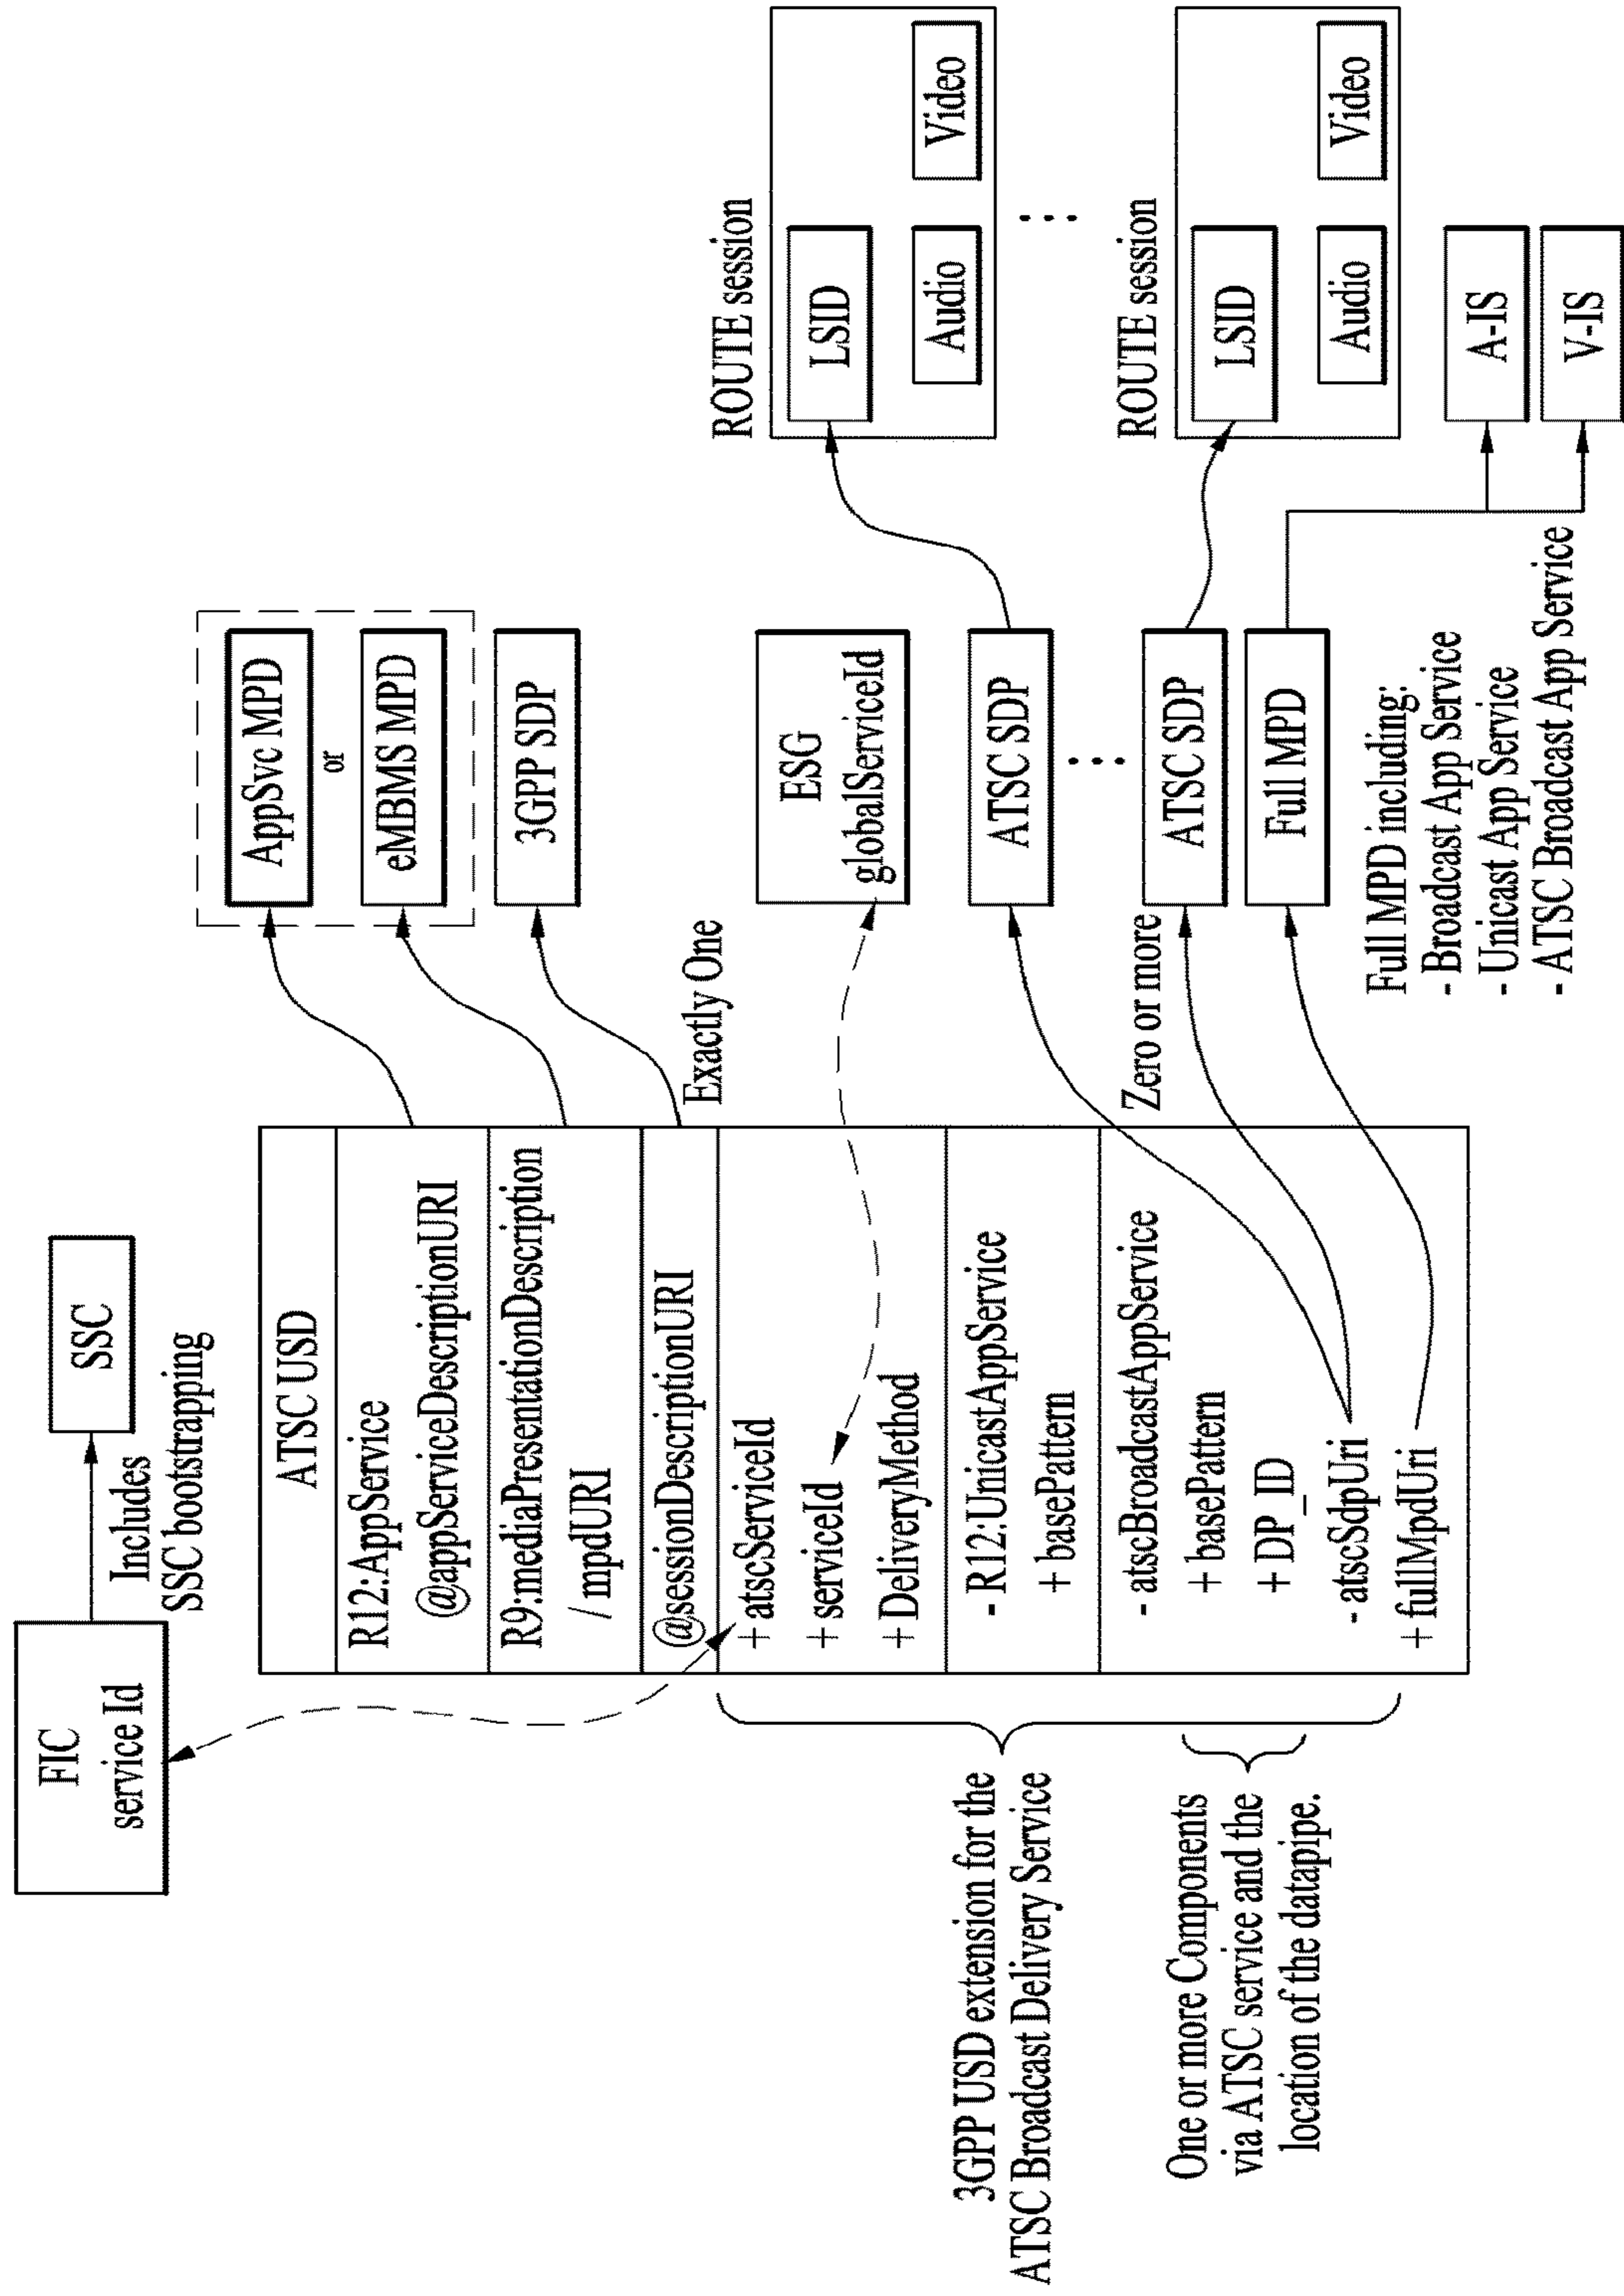 FIC
service Id
Includes
SSC bootstrapping
SSC
ATSC USD
R12:AppService
@appServiceDescriptionURI
R9:mediaPresentationDescription
/ mpdURI
@sessionDescriptionURI
+ atscServiceId
+ serviceId
+ DeliveryMethod
- R12:UnicastAppService
+ basePattern
- atscBroadcastAppService
+ basePattern
+ DP_ID
- atscSdpUri
+ fullMpdUri
3GPP USD extension for the
ATSC Broadcast Delivery Service
One or more Components
via ATSC service and the
location of the datapipe.
AppSvc MPD
or
eMBMS MPD
3GPP SDP
Exactly One
ESG
globalServiceId
ATSC SDP
...
Zero or more
ATSC SDP
Full MPD
Full MPD including:
- Broadcast App Service
- Unicast App Service
- ATSC Broadcast App Service
ROUTE session
LSID
Audio
Video
...
ROUTE session
LSID
Audio
Video
A-IS
V-IS